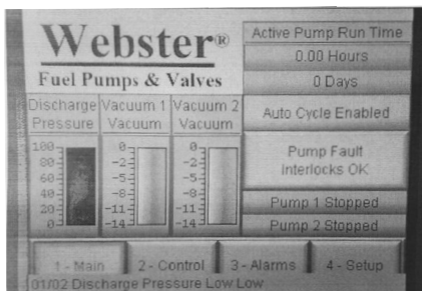 Webster®
Fuel Pumps & Valves
Active Pump Run Time
0.00 Hours
0 Days
Discharge Pressure
Vacuum 1 Vacuum
Vacuum 2 Vacuum
Auto Cycle Enabled
100
80
60
40
20
0
0
-2
-5
-8
-11
-14
0
-2
-5
-8
-11
-14
Pump Fault
Interlocks OK
Pump 1 Stopped
Pump 2 Stopped
1 - Main
2 - Control
3 - Alarms
4 - Setup
01/02 Discharge Pressure Low Low